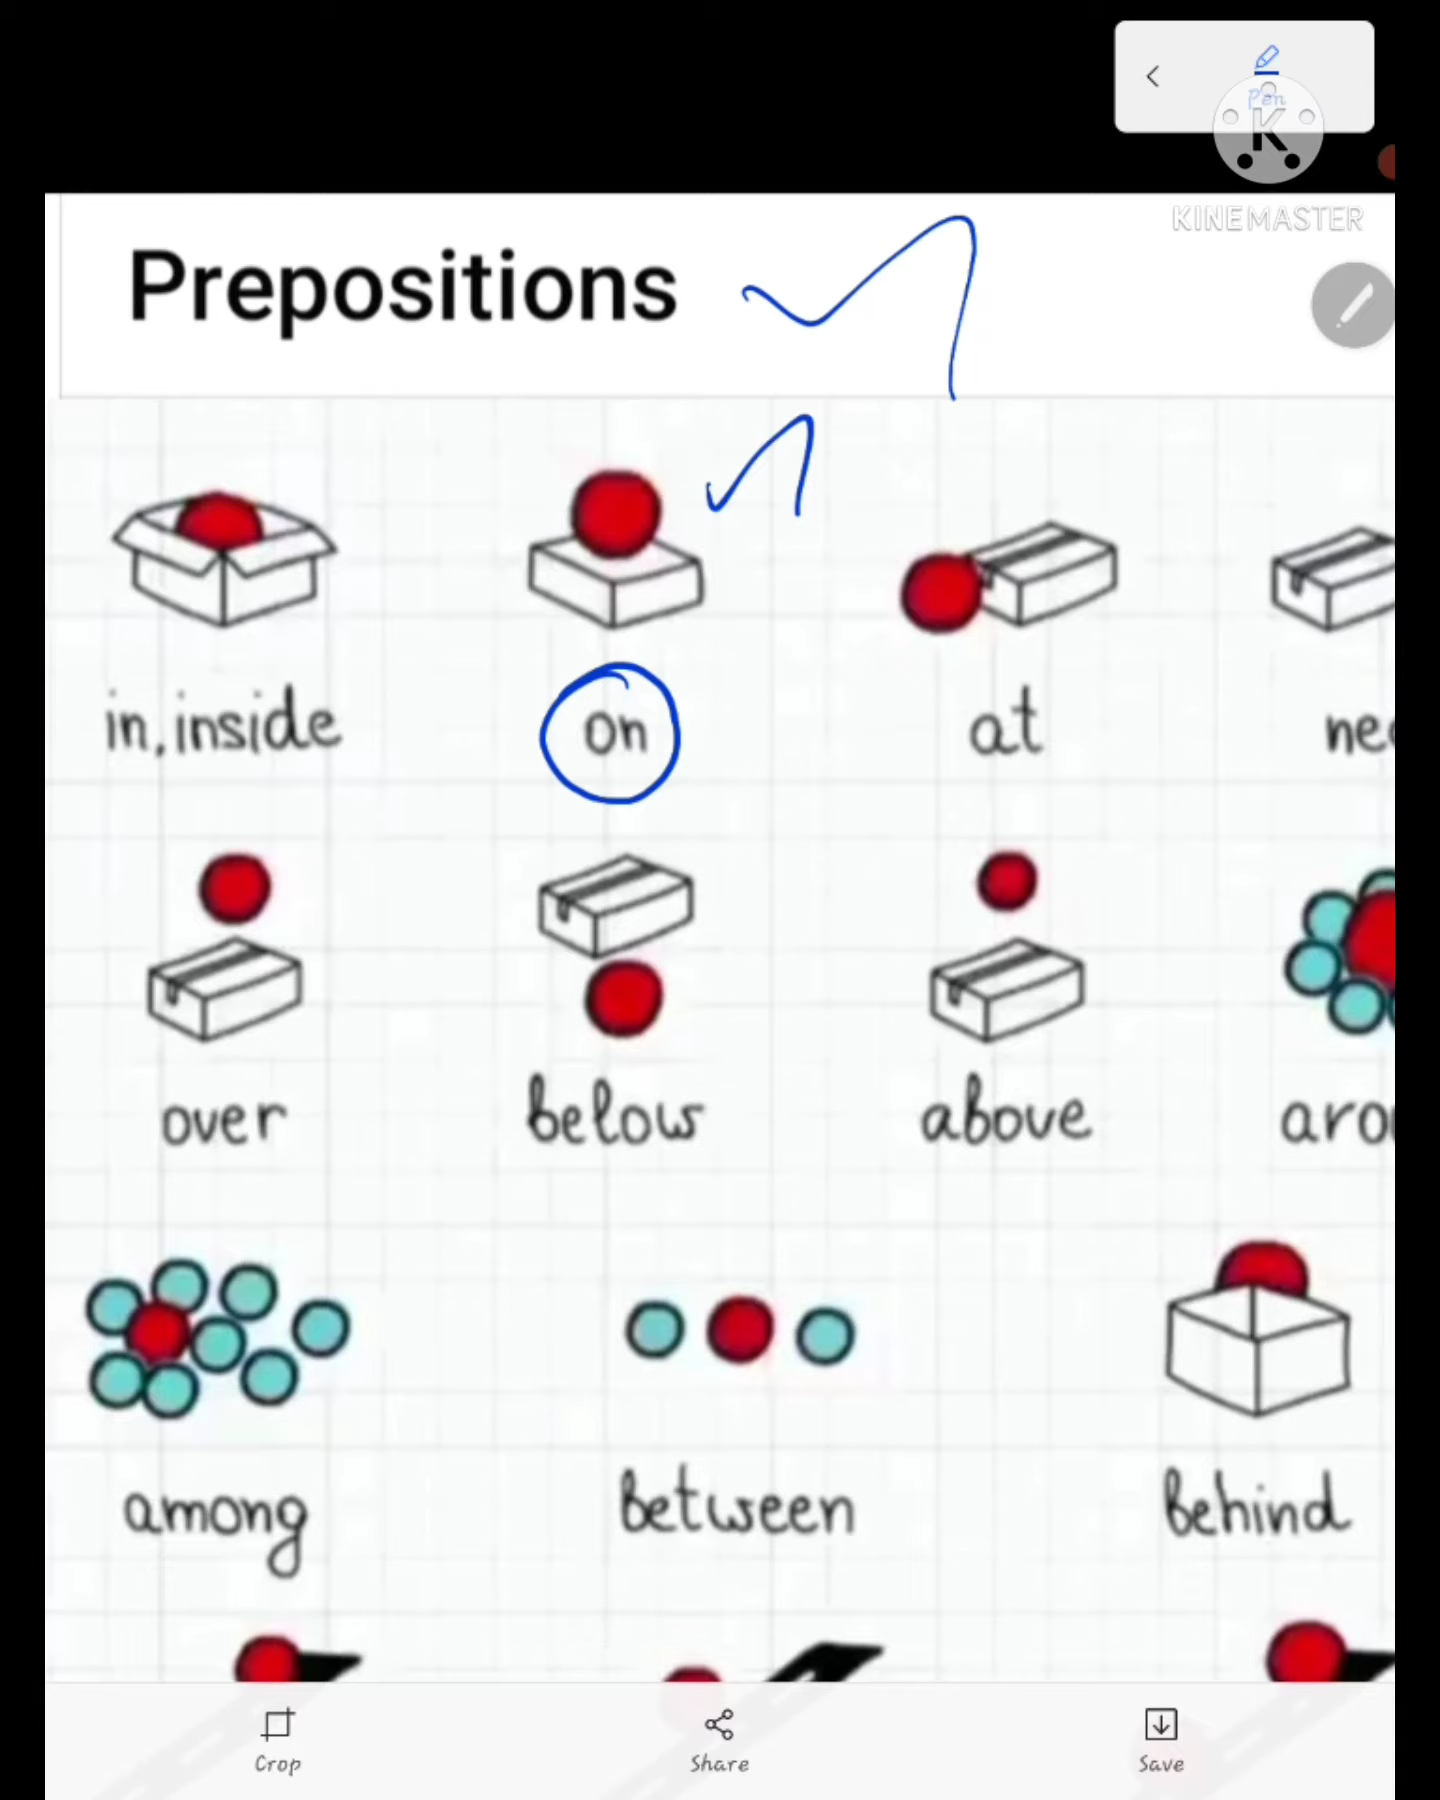 Pen
K
KINEMASTER
Prepositions
in, inside on at
over below above
among between behind
Crop Share Save